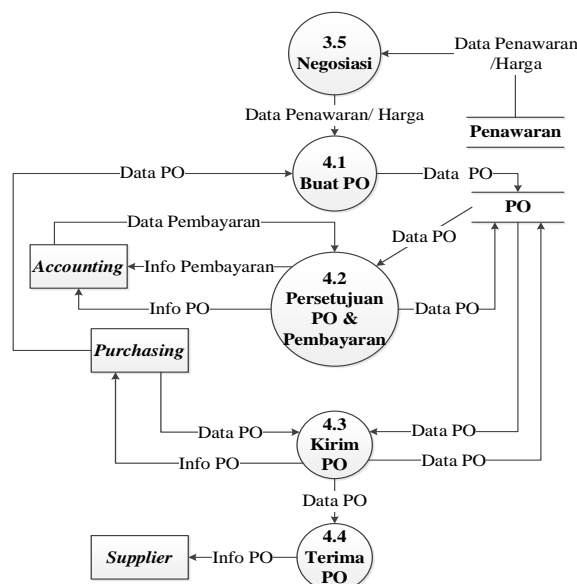 3.5
Negosiasi
Data Penawaran
/Harga
Data Penawaran/ Harga
Penawaran
4.1
Buat PO
Data PO
Data PO
PO
Data Pembayaran
Data PO
Accounting
Info Pembayaran
4.2
Persetujuan
PO &
Pembayaran
Info PO
Data PO
Purchasing
4.3
Kirim
PO
Data PO
Data PO
Info PO
Data PO
Data PO
4.4
Terima
PO
Supplier
Info PO